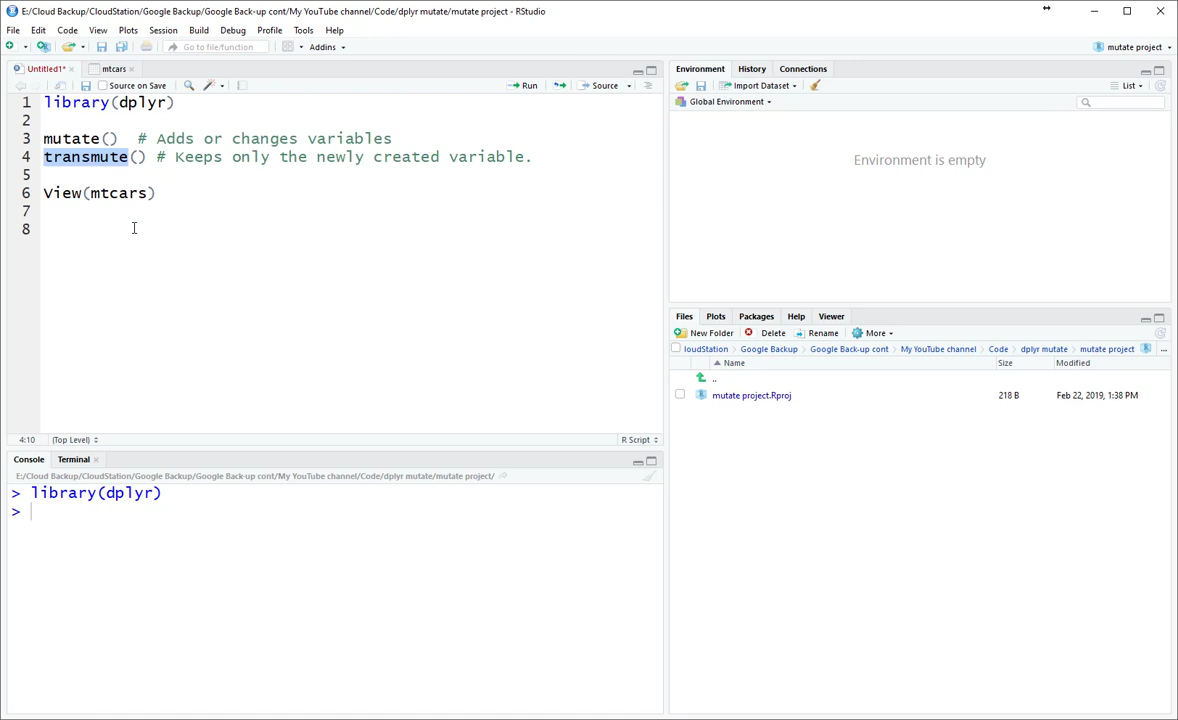 E:/Cloud Backup/CloudStation/Google Backup/Google Back-up cont/My YouTube channel/Code/dplyr mutate/mutate project - RStudio
File Edit Code View Plots Session Build Debug Profile Tools Help
Go to file/function Addins mutate project
Untitled1* mtcars
Source on Save Run Source
1 library(dplyr)
2
3 mutate()  # Adds or changes variables
4 transmute() # Keeps only the newly created variable.
5
6 View(mtcars)
7
8
4:10 (Top Level) R Script
Console Terminal
E:/Cloud Backup/CloudStation/Google Backup/Google Back-up cont/My YouTube channel/Code/dplyr mutate/mutate project/
> library(dplyr)
>
Environment History Connections
Import Dataset List
Global Environment
Environment is empty
Files Plots Packages Help Viewer
New Folder Delete Rename More
loudStation Google Backup Google Back-up cont My YouTube channel Code dplyr mutate mutate project ...
Name Size Modified
..
mutate project.Rproj 218 B Feb 22, 2019, 1:38 PM